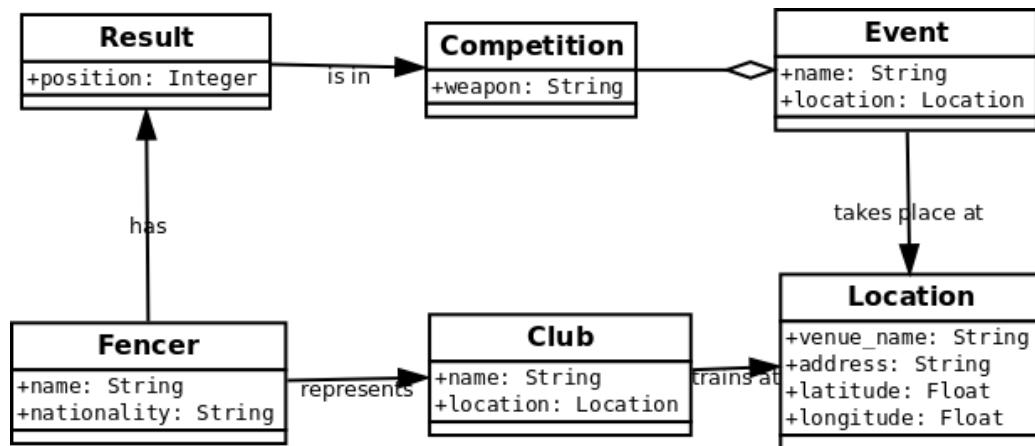 Result
+position: Integer
is in
Competition
+weapon: String
Event
+name: String
+location: Location
has
takes place at
Fencer
+name: String
+nationality: String
represents
Club
+name: String
+location: Location
trains at
Location
+venue_name: String
+address: String
+latitude: Float
+longitude: Float